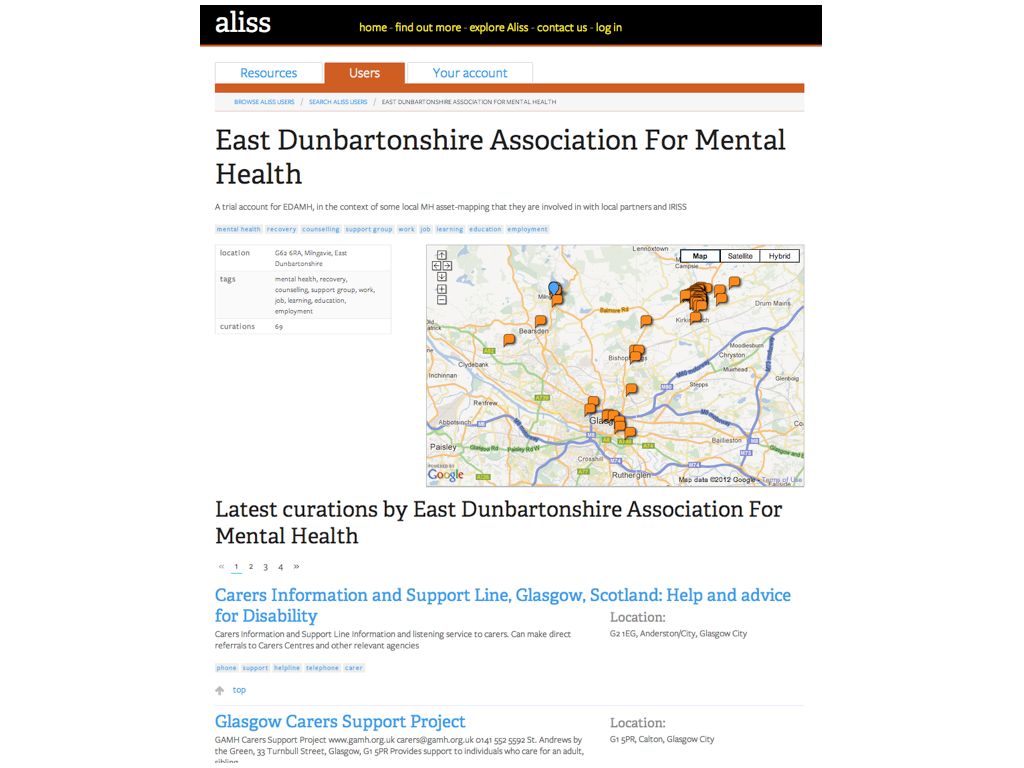 aliss
home - find out more - explore Aliss - contact us - log in
Resources
Users
Your account
BROWSE ALISS USERS / SEARCH ALISS USERS / EAST DUNBARTONSHIRE ASSOCIATION FOR MENTAL HEALTH
East Dunbartonshire Association For Mental
Health
A trial account for EDAMH, in the context of some local MH asset-mapping that they are involved in with local partners and IRISS
mental health recovery counselling support group work job learning education employment
location
G62 6RA, Milngavie, East
Dunbartonshire
tags
mental health, recovery,
counselling, support group, work,
job, learning, education,
employment
curations
69
Lennoxtown
Map
Satellite
Hybrid
Campsie
Drum Mains
Balmore Rd
Bearsden
Old
Moodiesburn
Chryston
Muirhead
Clydebank
Inchinnan
Glenboig
Stepps
Renfrew
Abbotsinch
Bailleston
Paisley
Glasgow Rd
Paisley Rd W
Crosshill
Rutherglen
POWERED BY
Google
Map data ©2012 Google - Terms of Use
Latest curations by East Dunbartonshire Association For
Mental Health
« 1 2 3 4 »
Carers Information and Support Line, Glasgow, Scotland: Help and advice
for Disability
Location:
Carers Information and Support Line Information and listening service to carers. Can make direct
referrals to Carers Centres and other relevant agencies
G2 1EG, Anderston/City, Glasgow City
phone support helpline telephone carer
top
Glasgow Carers Support Project
Location:
GAMH Carers Support Project www.gamh.org.uk carers@gamh.org.uk 0141 552 5592 St. Andrews by
the Green, 33 Turnbull Street, Glasgow, G1 5PR Provides support to individuals who care for an adult,
sibling
G1 5PR, Calton, Glasgow City